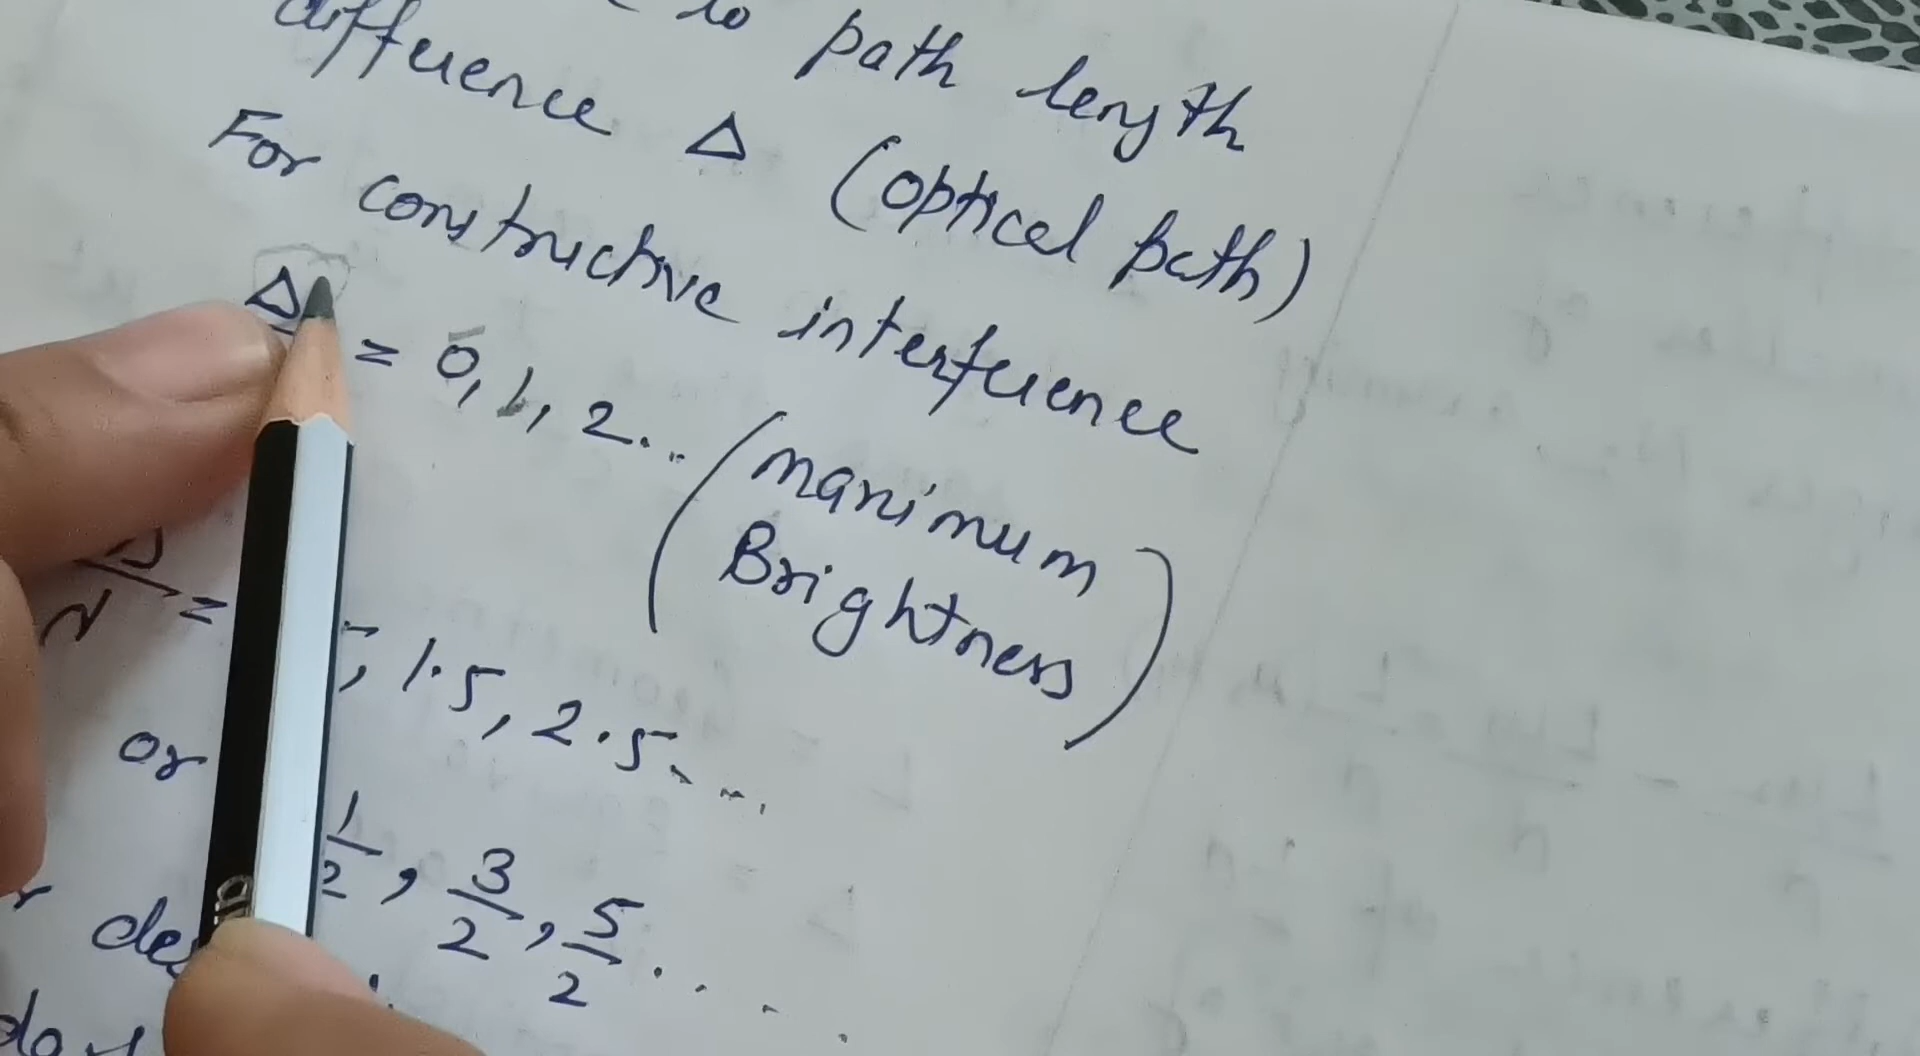 to path length
difference Δ (optical path)
For constructive interference
Δ = 0, 1, 2... (maximum
Brightness)
= 1.5, 2.5....
or 1/2, 3/2, 5/2....